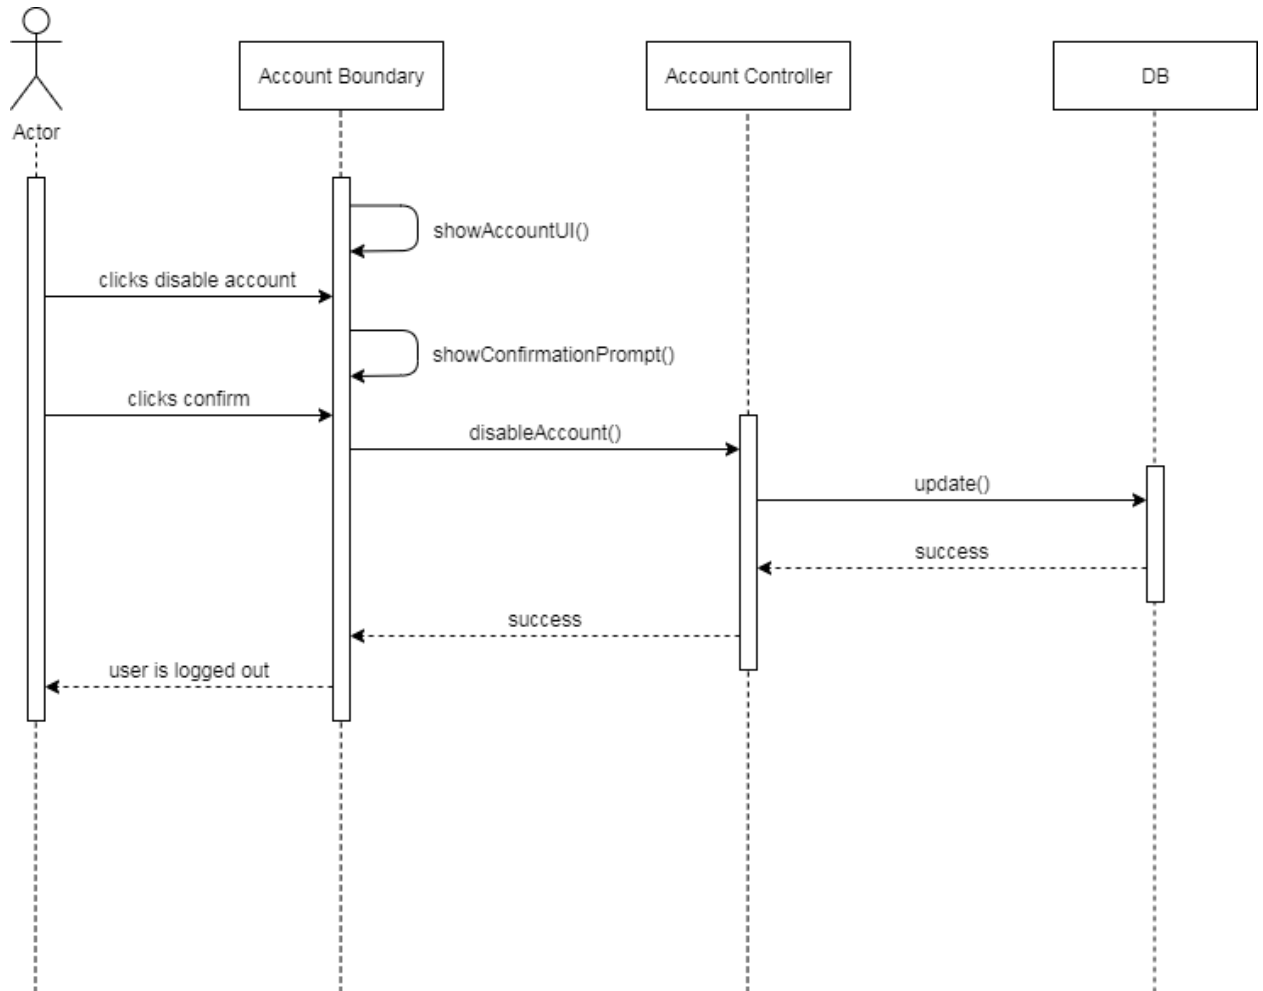 Account Boundary
Account Controller
DB
Actor
showAccountUI()
clicks disable account
showConfirmationPrompt()
clicks confirm
disableAccount()
update()
success
success
user is logged out